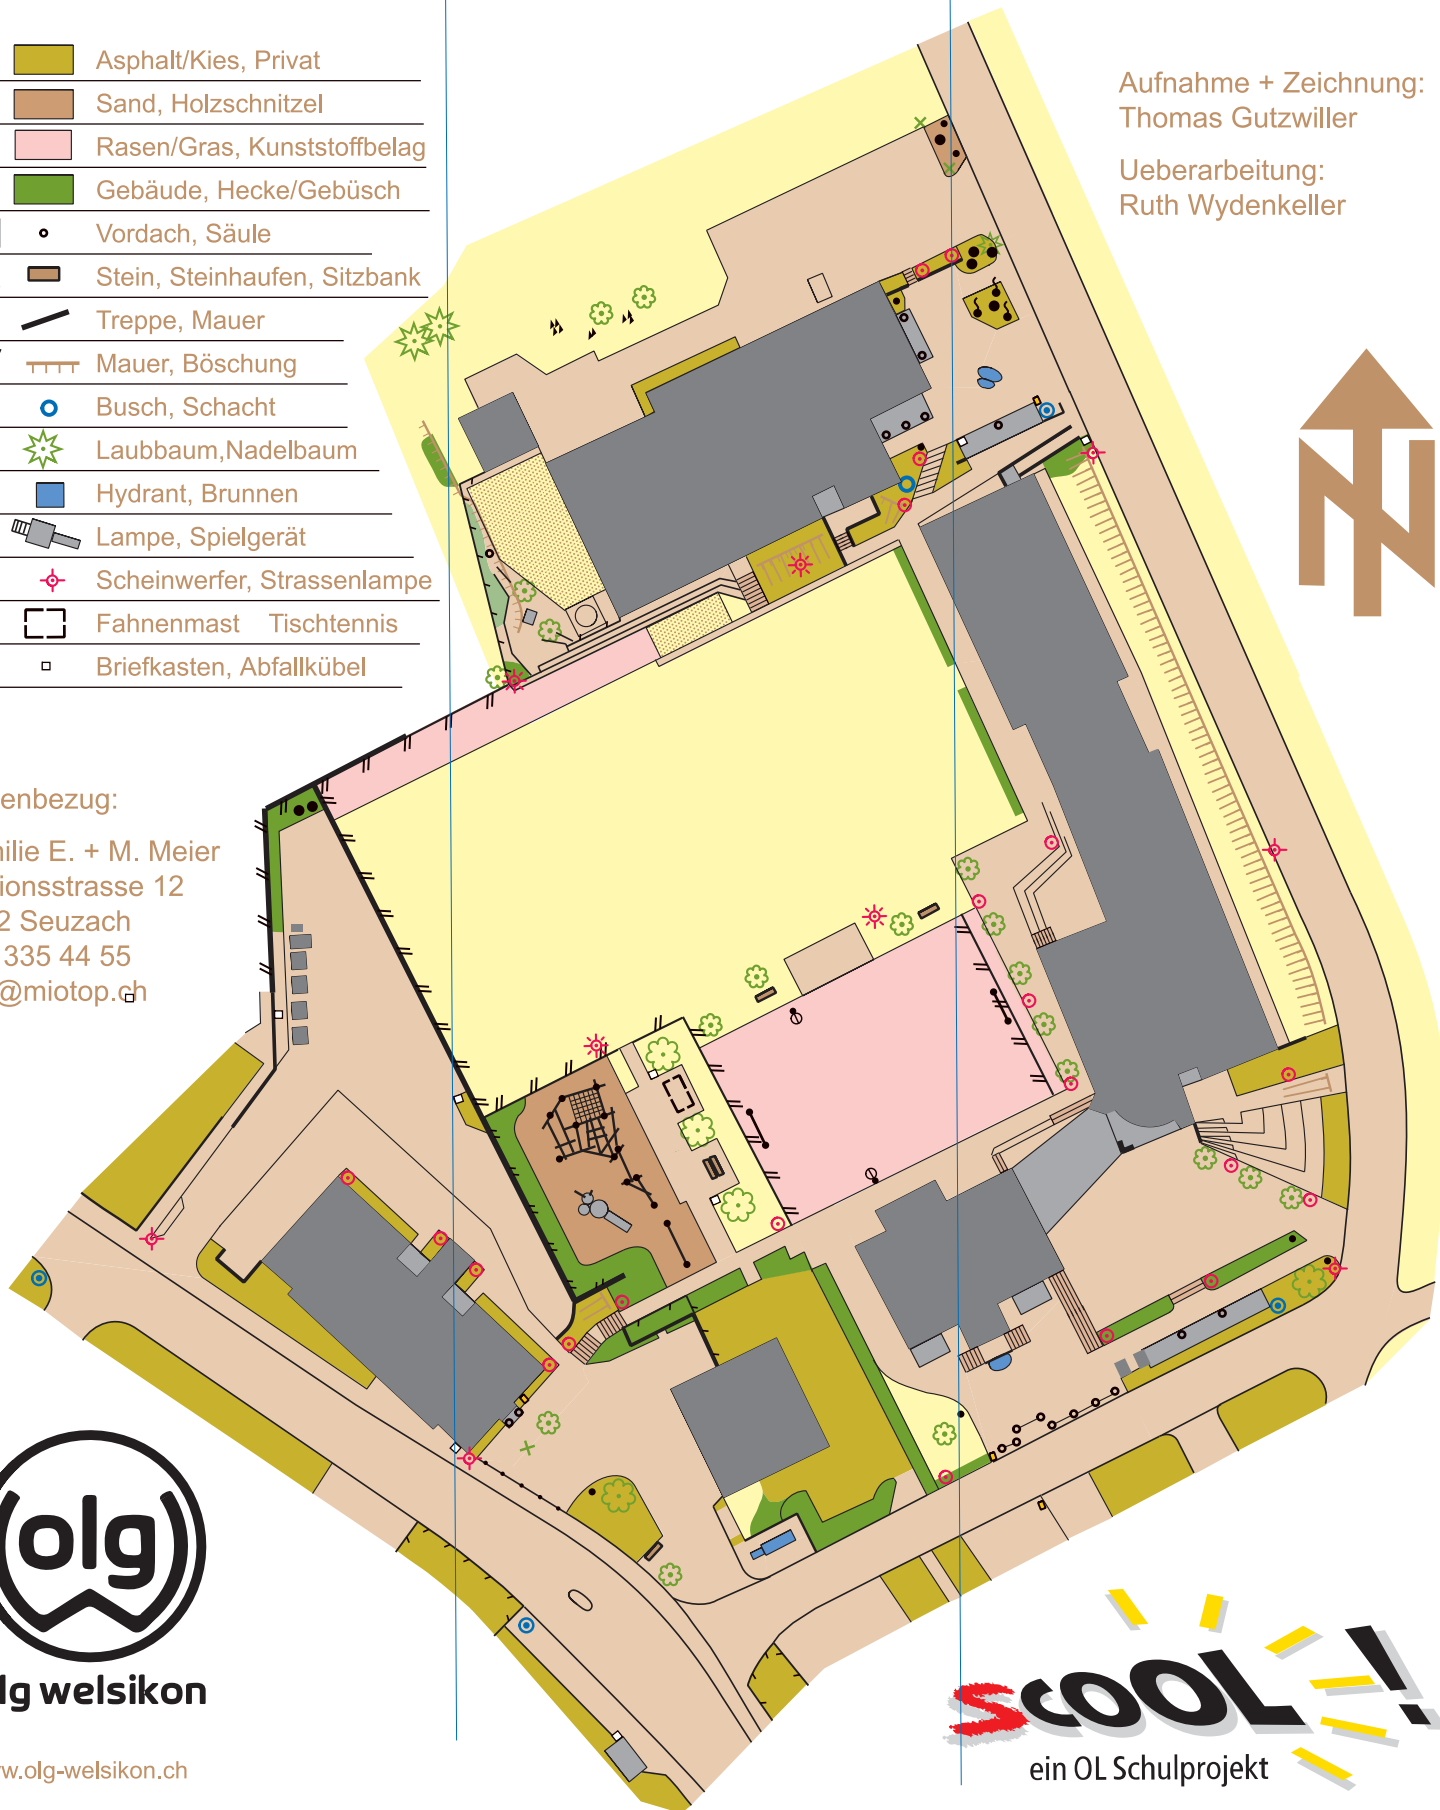 Asphalt/Kies, Privat
Sand, Holzschnitzel
Rasen/Gras, Kunststoffbelag
Gebäude, Hecke/Gebüsch
Vordach, Säule
Stein, Steinhaufen, Sitzbank
Treppe, Mauer
Mauer, Böschung
Busch, Schacht
Laubbaum,Nadelbaum
Hydrant, Brunnen
Lampe, Spielgerät
Scheinwerfer, Strassenlampe
Fahnenmast Tischtennis
Briefkasten, Abfallkübel
Aufnahme + Zeichnung:
Thomas Gutzwiller
Ueberarbeitung:
Ruth Wydenkeller
N
enbezug:
ilie E. + M. Meier
ionsstrasse 12
2 Seuzach
335 44 55
@miotop.ch
olg
lg welsikon
w.olg-welsikon.ch
scOOL!
ein OL Schulprojekt